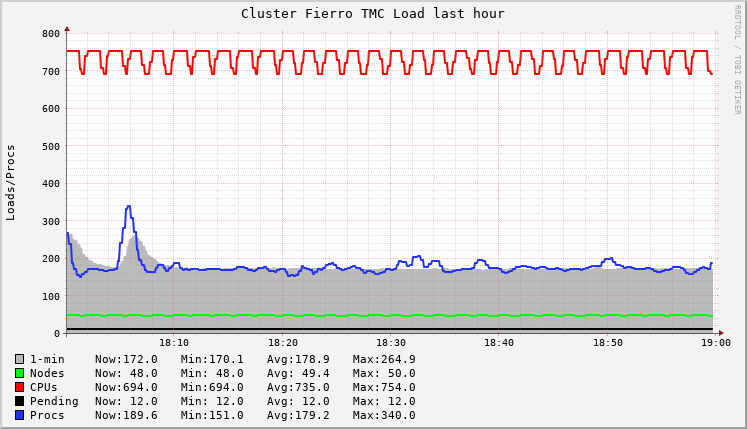 Cluster Fierro TMC Load last hour
RRDTOOL / TOBI OETIKER
Loads/Procs
800
700
600
500
400
300
200
100
0
18:10 18:20 18:30 18:40 18:50 19:00
1-min Now:172.0 Min:170.1 Avg:178.9 Max:264.9
Nodes Now: 48.0 Min: 48.0 Avg: 49.4 Max: 50.0
CPUs Now:694.0 Min:694.0 Avg:735.0 Max:754.0
Pending Now: 12.0 Min: 12.0 Avg: 12.0 Max: 12.0
Procs Now:189.6 Min:151.0 Avg:179.2 Max:340.0